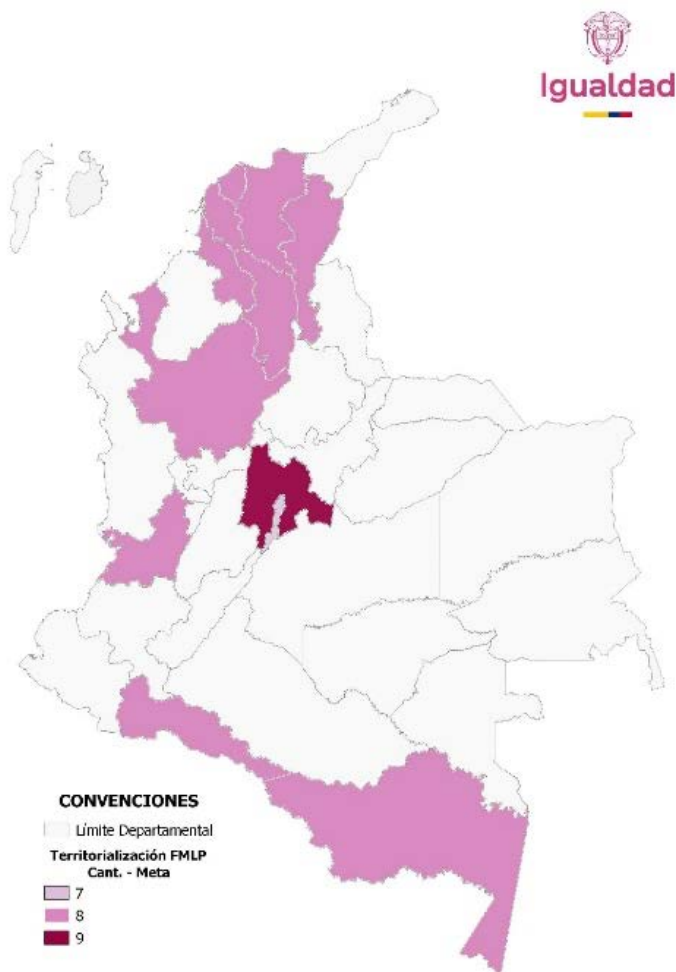 Igualdad
CONVENCIONES
Límite Departamental
Territorialización FMLP
Cant. - Meta
7
8
9